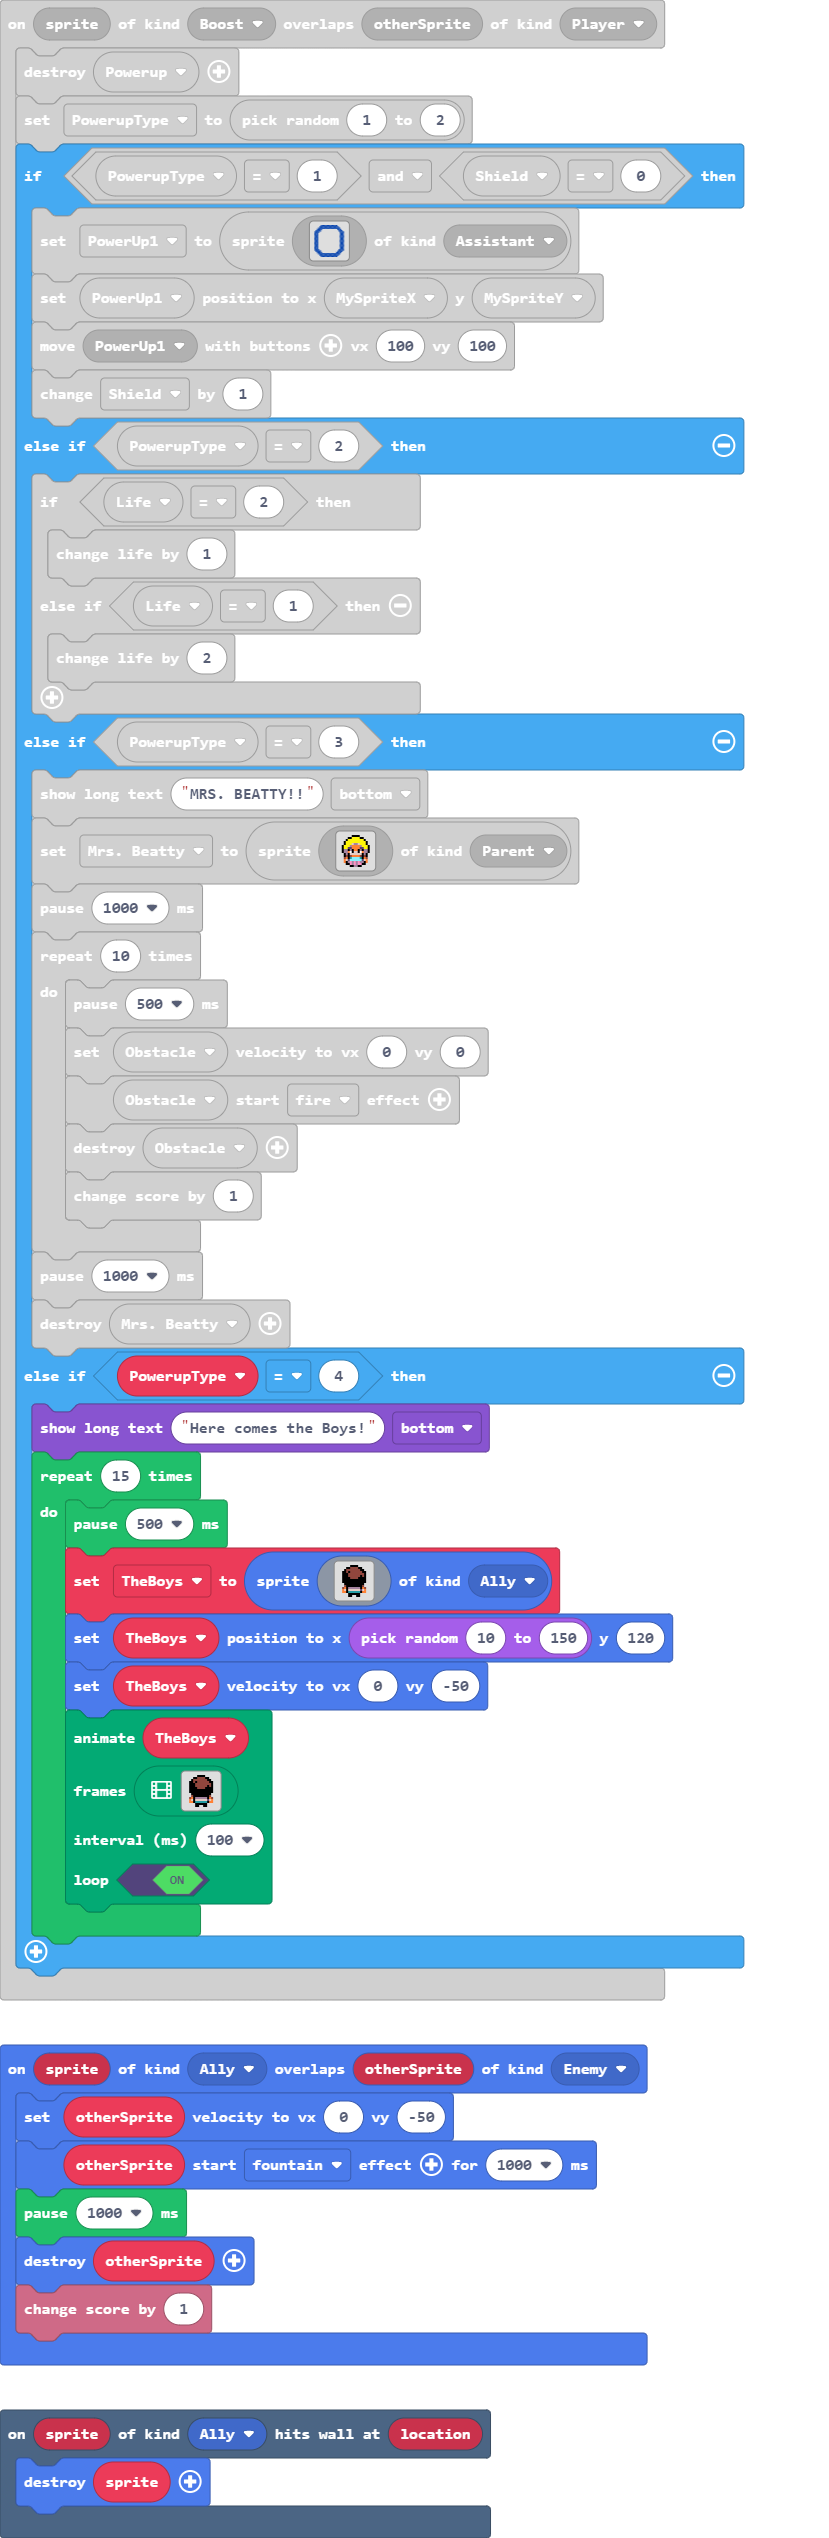 on sprite of kind Boost overlaps otherSprite of kind Player
destroy Powerup
set PowerupType to pick random 1 to 2
if PowerupType = 1 and Shield = 0 then
set PowerUp1 to sprite of kind Assistant
set PowerUp1 position to x MySpriteX y MySpriteY
move PowerUp1 with buttons vx 100 vy 100
change Shield by 1
else if PowerupType = 2 then
if Life = 2 then
change life by 1
else if Life = 1 then
change life by 2
else if PowerupType = 3 then
show long text "MRS. BEATTY!!" bottom
set Mrs. Beatty to sprite of kind Parent
pause 1000 ms
repeat 10 times
do
pause 500 ms
set Obstacle velocity to vx 0 vy 0
Obstacle start fire effect
destroy Obstacle
change score by 1
pause 1000 ms
destroy Mrs. Beatty
else if PowerupType = 4 then
show long text "Here comes the Boys!" bottom
repeat 15 times
do
pause 500 ms
set TheBoys to sprite of kind Ally
set TheBoys position to x pick random 10 to 150 y 120
set TheBoys velocity to vx 0 vy -50
animate TheBoys
frames
interval (ms) 100
loop ON
on sprite of kind Ally overlaps otherSprite of kind Enemy
set otherSprite velocity to vx 0 vy -50
otherSprite start fountain effect for 1000 ms
pause 1000 ms
destroy otherSprite
change score by 1
on sprite of kind Ally hits wall at location
destroy sprite